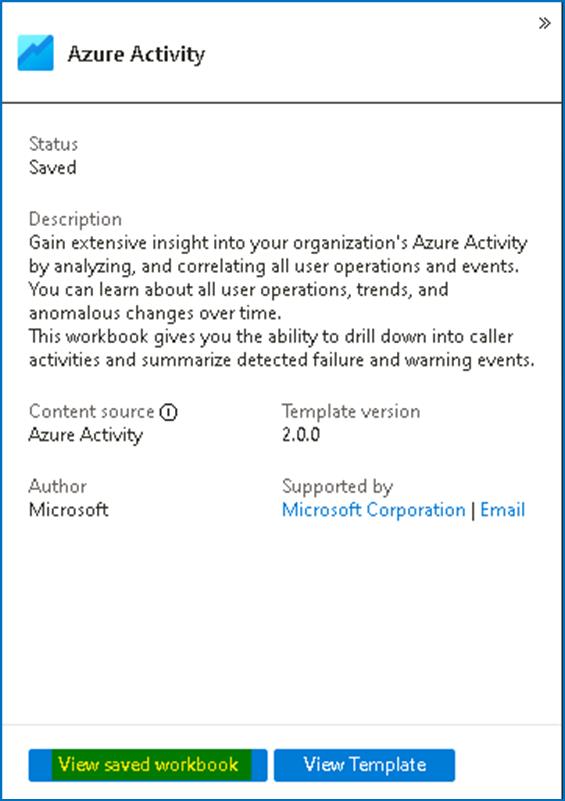 »
Azure Activity
Status
Saved
Description
Gain extensive insight into your organization's Azure Activity
by analyzing, and correlating all user operations and events.
You can learn about all user operations, trends, and
anomalous changes over time.
This workbook gives you the ability to drill down into caller
activities and summarize detected failure and warning events.
Content source Template version
Azure Activity 2.0.0
Author Supported by
Microsoft Microsoft Corporation | Email
View saved workbook View Template